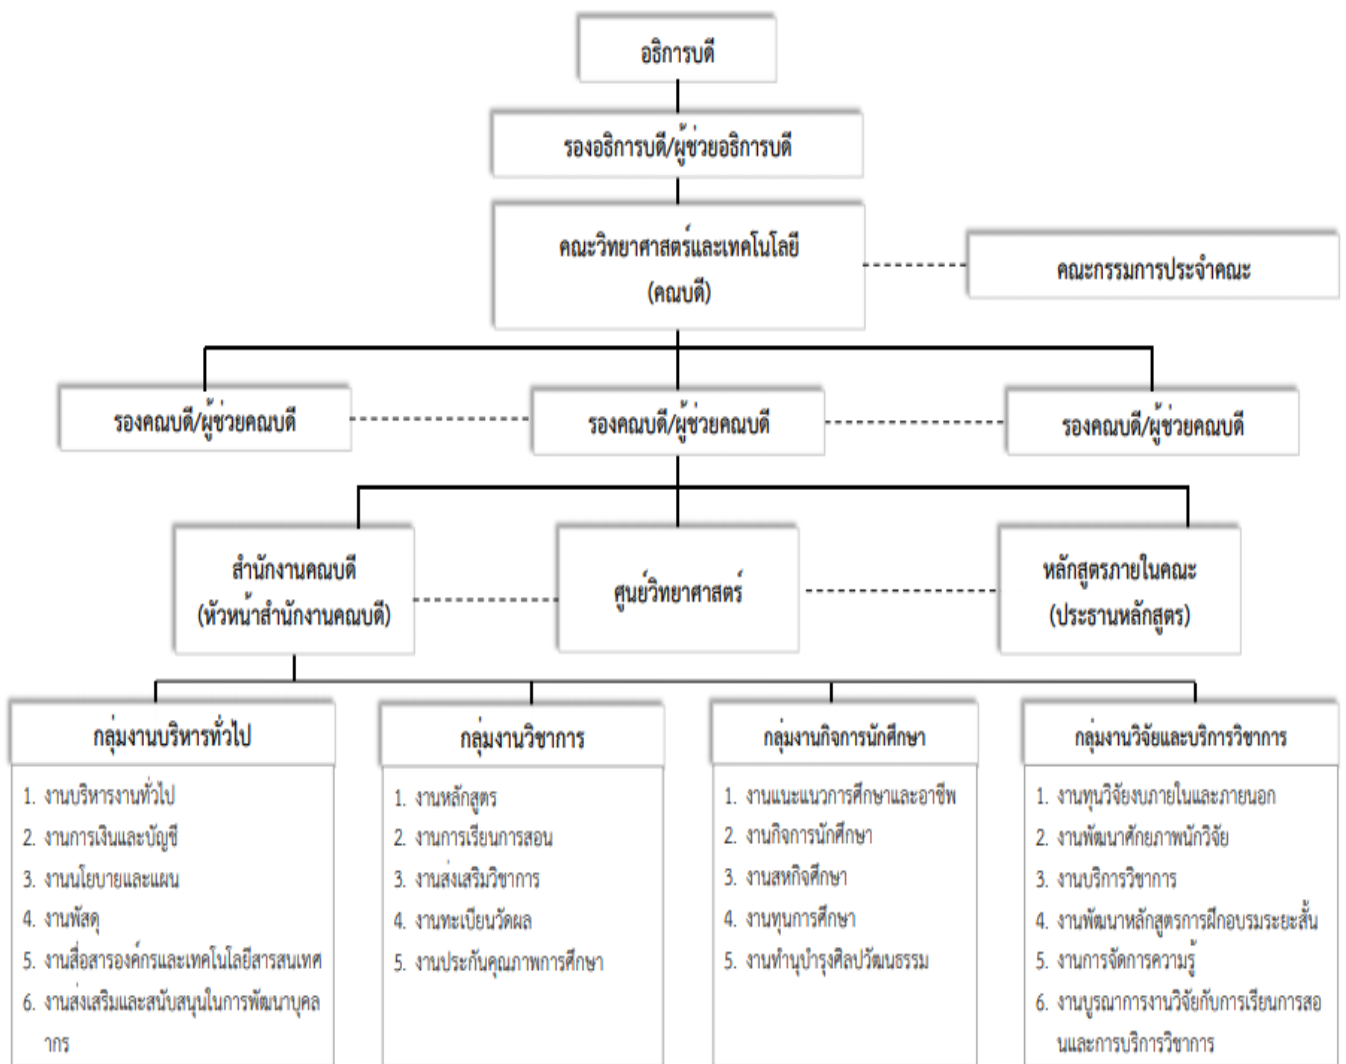 อธิการบดี
รองอธิการบดี/ผู้ช่วยอธิการบดี
คณะวิทยาศาสตร์และเทคโนโลยี
(คณบดี)
คณะกรรมการประจำคณะ
รองคณบดี/ผู้ช่วยคณบดี
รองคณบดี/ผู้ช่วยคณบดี
รองคณบดี/ผู้ช่วยคณบดี
สำนักงานคณบดี
(หัวหน้าสำนักงานคณบดี)
ศูนย์วิทยาศาสตร์
หลักสูตรภายในคณะ
(ประธานหลักสูตร)
กลุ่มงานบริหารทั่วไป
1. งานบริหารงานทั่วไป
2. งานการเงินและบัญชี
3. งานนโยบายและแผน
4. งานพัสดุ
5. งานสื่อสารองค์กรและเทคโนโลยีสารสนเทศ
6. งานส่งเสริมและสนับสนุนในการพัฒนาบุคล
ากร
กลุ่มงานวิชาการ
1. งานหลักสูตร
2. งานการเรียนการสอน
3. งานส่งเสริมวิชาการ
4. งานทะเบียนวัดผล
5. งานประกันคุณภาพการศึกษา
กลุ่มงานกิจการนักศึกษา
1. งานแนะแนวการศึกษาและอาชีพ
2. งานกิจการนักศึกษา
3. งานสหกิจศึกษา
4. งานทุนการศึกษา
5. งานทำนุบำรุงศิลปวัฒนธรรม
กลุ่มงานวิจัยและบริการวิชาการ
1. งานทุนวิจัยงบภายในและภายนอก
2. งานพัฒนาศักยภาพนักวิจัย
3. งานบริการวิชาการ
4. งานพัฒนาหลักสูตรการฝึกอบรมระยะสั้น
5. งานการจัดการความรู้
6. งานบูรณาการงานวิจัยกับการเรียนการสอ
นและการบริการวิชาการ